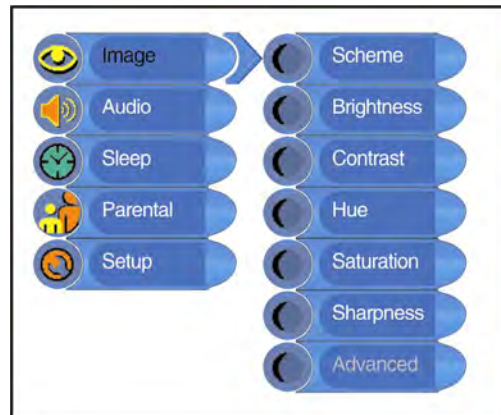 Image
Audio
Sleep
Parental
Setup
Scheme
Brightness
Contrast
Hue
Saturation
Sharpness
Advanced